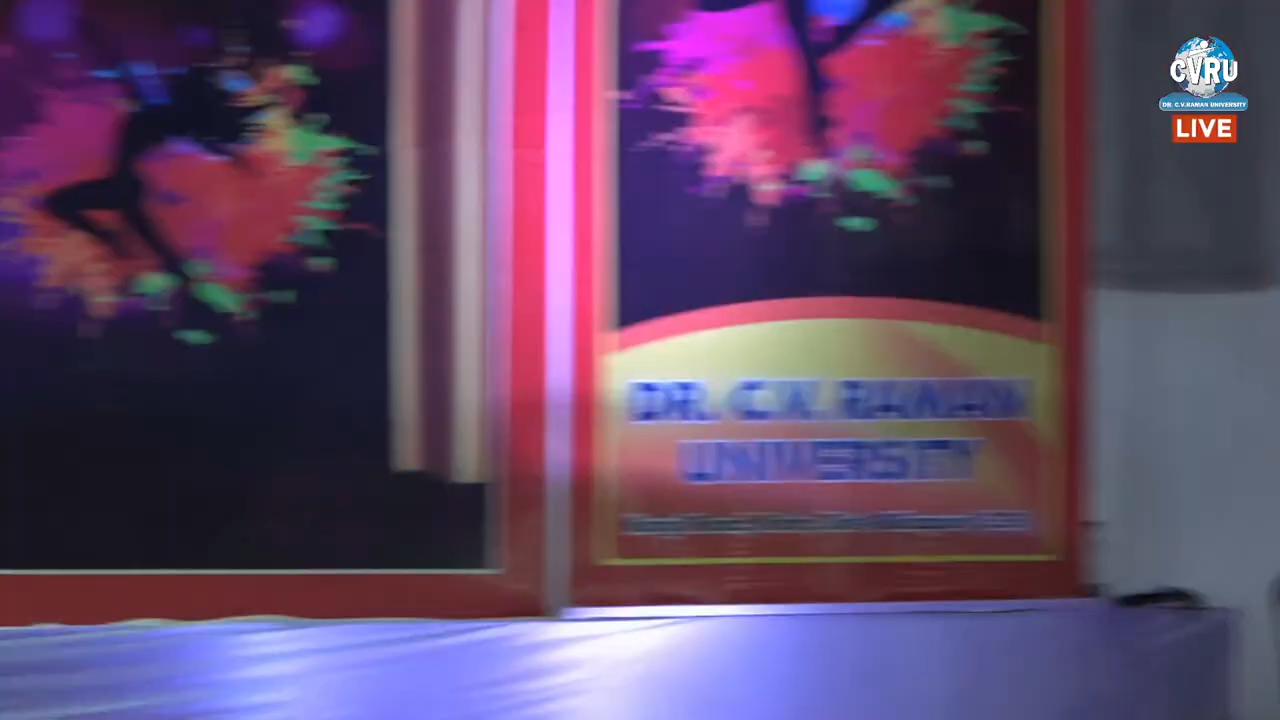 CVRU
DR. C.V.RAMAN UNIVERSITY
LIVE
DR. C.V. RAMAN
UNIVERSITY